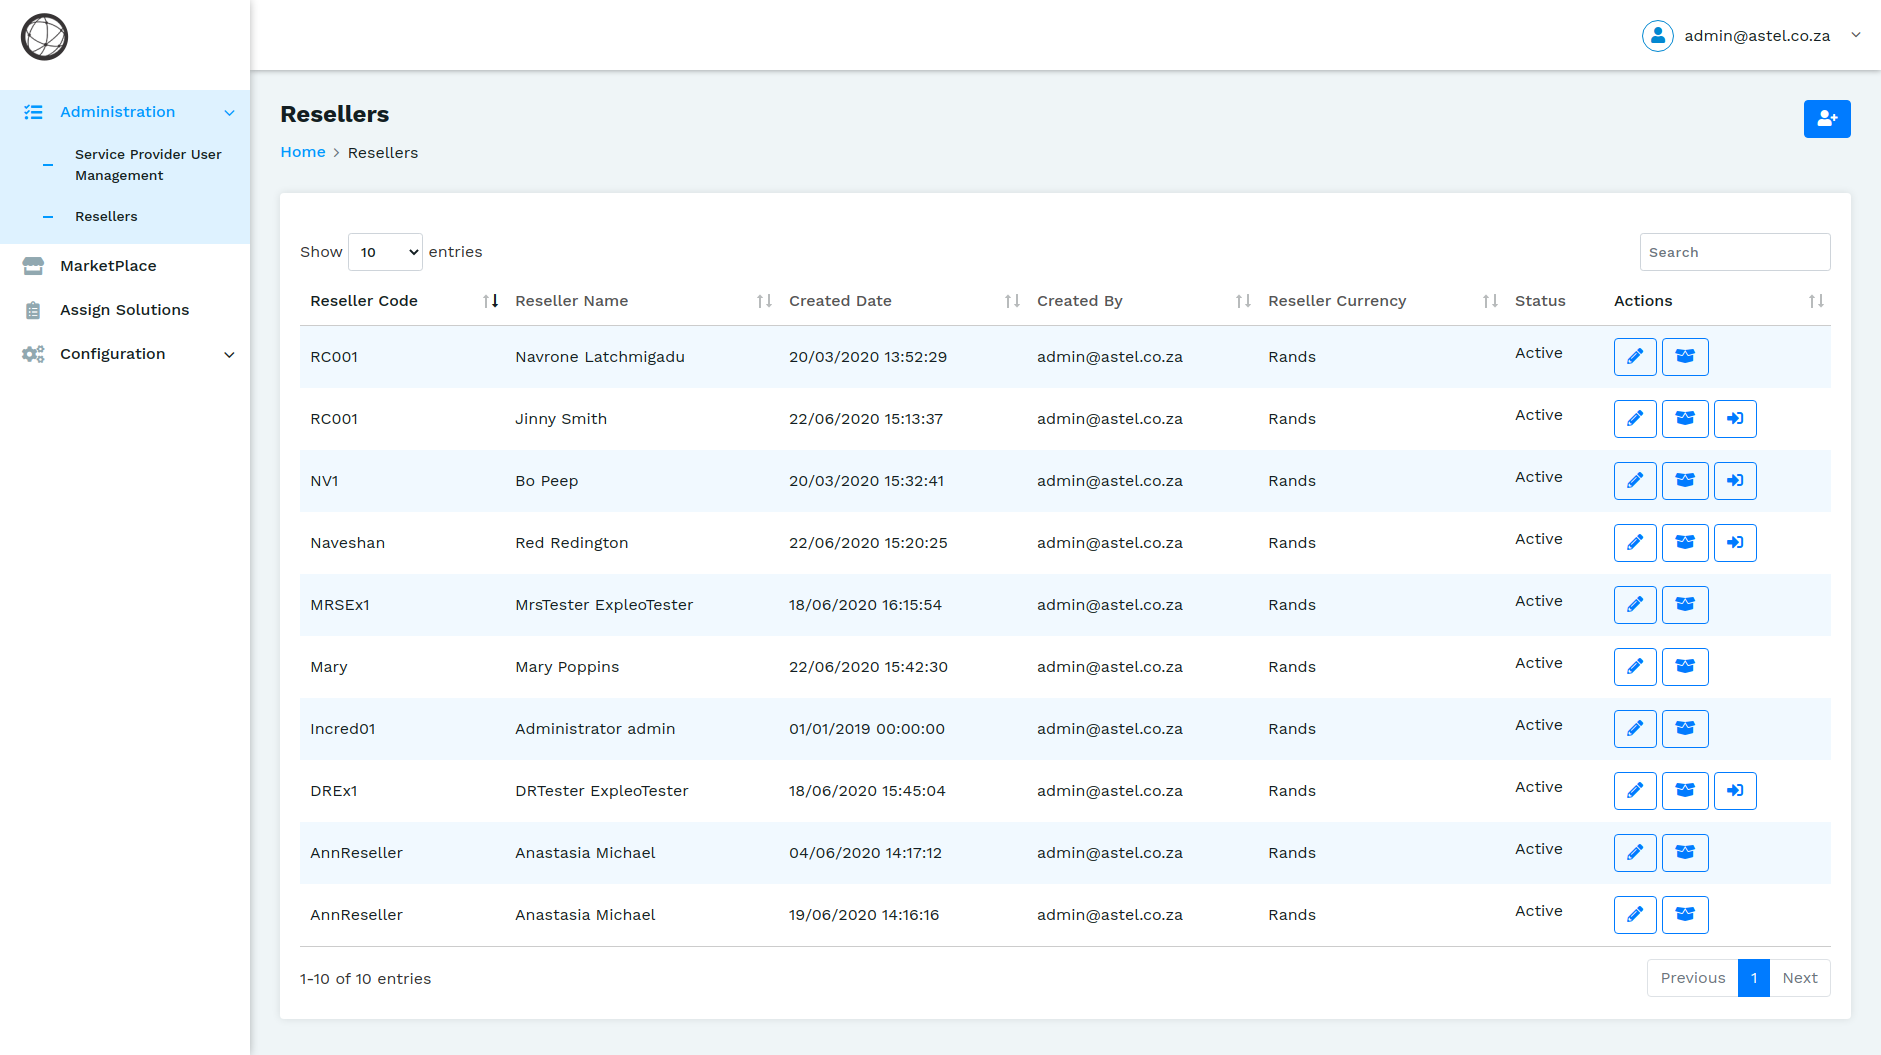 admin@astel.co.za
Administration
Service Provider User
Management
Resellers
MarketPlace
Assign Solutions
Configuration
Resellers
Home > Resellers
Show 10 entries
Search
Reseller Code Reseller Name Created Date Created By Reseller Currency Status Actions
RC001 Navrone Latchmigadu 20/03/2020 13:52:29 admin@astel.co.za Rands Active
RC001 Jinny Smith 22/06/2020 15:13:37 admin@astel.co.za Rands Active
NV1 Bo Peep 20/03/2020 15:32:41 admin@astel.co.za Rands Active
Naveshan Red Redington 22/06/2020 15:20:25 admin@astel.co.za Rands Active
MRSEx1 MrsTester ExpleoTester 18/06/2020 16:15:54 admin@astel.co.za Rands Active
Mary Mary Poppins 22/06/2020 15:42:30 admin@astel.co.za Rands Active
Incred01 Administrator admin 01/01/2019 00:00:00 admin@astel.co.za Rands Active
DREx1 DRTester ExpleoTester 18/06/2020 15:45:04 admin@astel.co.za Rands Active
AnnReseller Anastasia Michael 04/06/2020 14:17:12 admin@astel.co.za Rands Active
AnnReseller Anastasia Michael 19/06/2020 14:16:16 admin@astel.co.za Rands Active
1-10 of 10 entries
Previous 1 Next